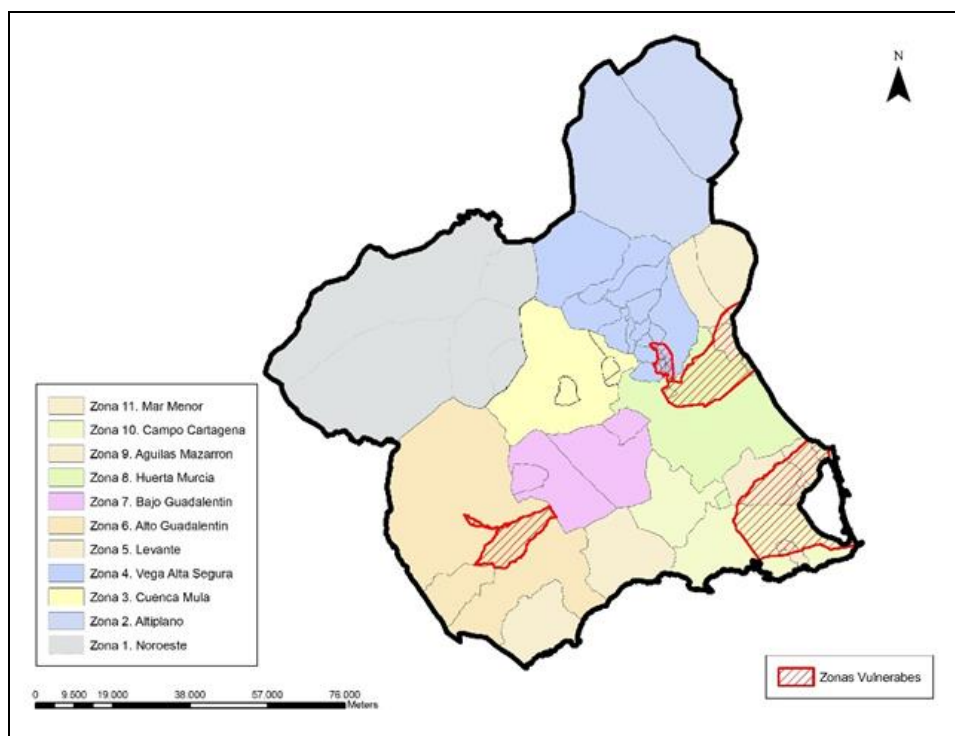 N
Zona 11. Mar Menor
Zona 10. Campo Cartagena
Zona 9. Aguilas Mazarron
Zona 8. Huerta Murcia
Zona 7. Bajo Guadalentin
Zona 6. Alto Guadalentin
Zona 5. Levante
Zona 4. Vega Alta Segura
Zona 3. Cuenca Mula
Zona 2. Altiplano
Zona 1. Noroeste
Zonas Vulnerabes
0 9 500 19 000 38 000 57 000 76 000
Meters